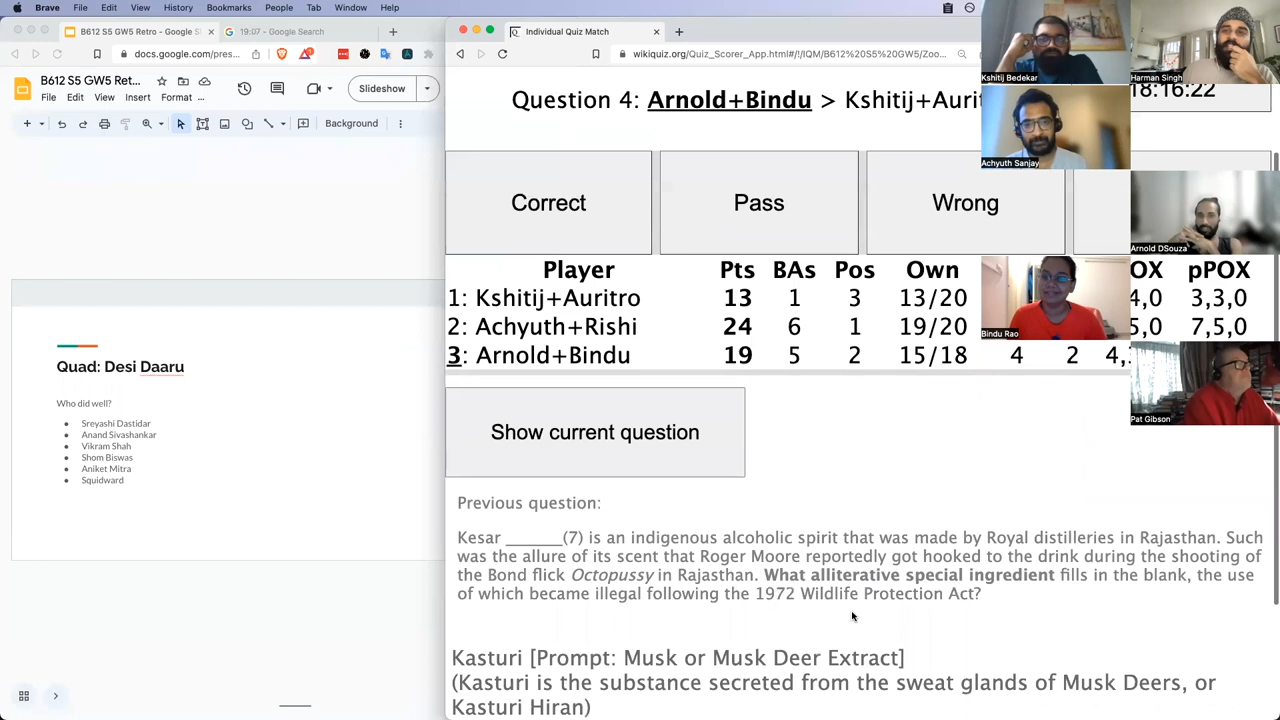 Brave File Edit View History Bookmarks People Tab Window Help
B612 S5 GW5 Retro - Google S
19:07 - Google Search
docs.google.com/pres...
B612 S5 GW5 Ret...
File Edit View Insert Format ...
Slideshow
Background
Quad: Desi Daaru
Who did well?
Sreyashi Dastidar
Anand Sivashankar
Vikram Shah
Shom Biswas
Aniket Mitra
Squidward
Individual Quiz Match
wikiquiz.org/Quiz_Scorer_App.html#/!/IQM/B612%20S5%20GW5/Zoo...
Question 4: Arnold+Bindu > Kshitij+Aurit
18:16:22
Correct Pass Wrong
Player Pts BAs Pos Own OX pPOX
1: Kshitij+Auritro 13 1 3 13/20 4,0 3,3,0
2: Achyuth+Rishi 24 6 1 19/20 5,0 7,5,0
3: Arnold+Bindu 19 5 2 15/18 4 2 4,
Show current question
Previous question:
Kesar ______(7) is an indigenous alcoholic spirit that was made by Royal distilleries in Rajasthan. Such
was the allure of its scent that Roger Moore reportedly got hooked to the drink during the shooting of
the Bond flick Octopussy in Rajasthan. What alliterative special ingredient fills in the blank, the use
of which became illegal following the 1972 Wildlife Protection Act?
Kasturi [Prompt: Musk or Musk Deer Extract]
(Kasturi is the substance secreted from the sweat glands of Musk Deers, or
Kasturi Hiran)
Kshitij Bedekar
Harman Singh
Achyuth Sanjay
Arnold DSouza
Bindu Rao
Pat Gibson